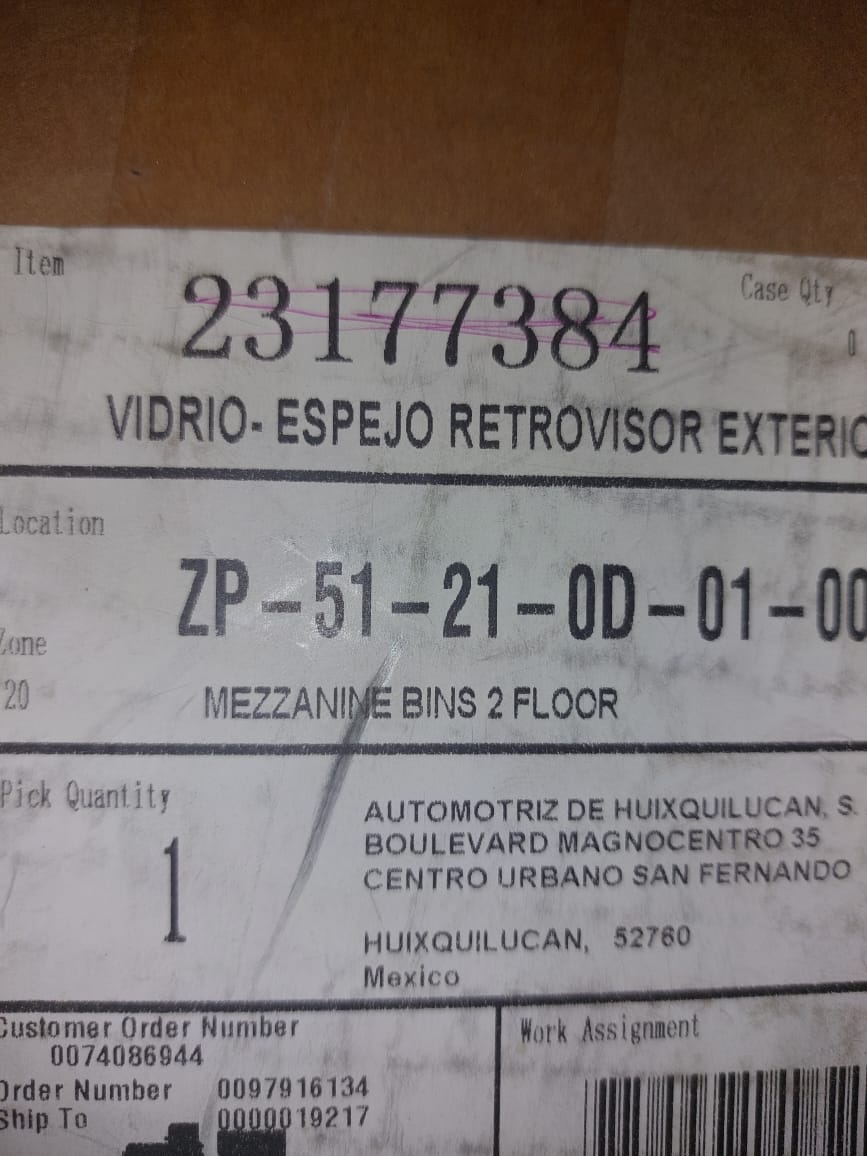 Item
Case Qty
23177384
0
VIDRIO- ESPEJO RETROVISOR EXTERIO
Location
ZP-51-21-0D-01-00
Zone
20
MEZZANINE BINS 2 FLOOR
Pick Quantity
1
AUTOMOTRIZ DE HUIXQUILUCAN, S.
BOULEVARD MAGNOCENTRO 35
CENTRO URBANO SAN FERNANDO
HUIXQUILUCAN, 52760
Mexico
Customer Order Number
0074086944
Order Number 0097916134
Ship To 0000019217
Work Assignment